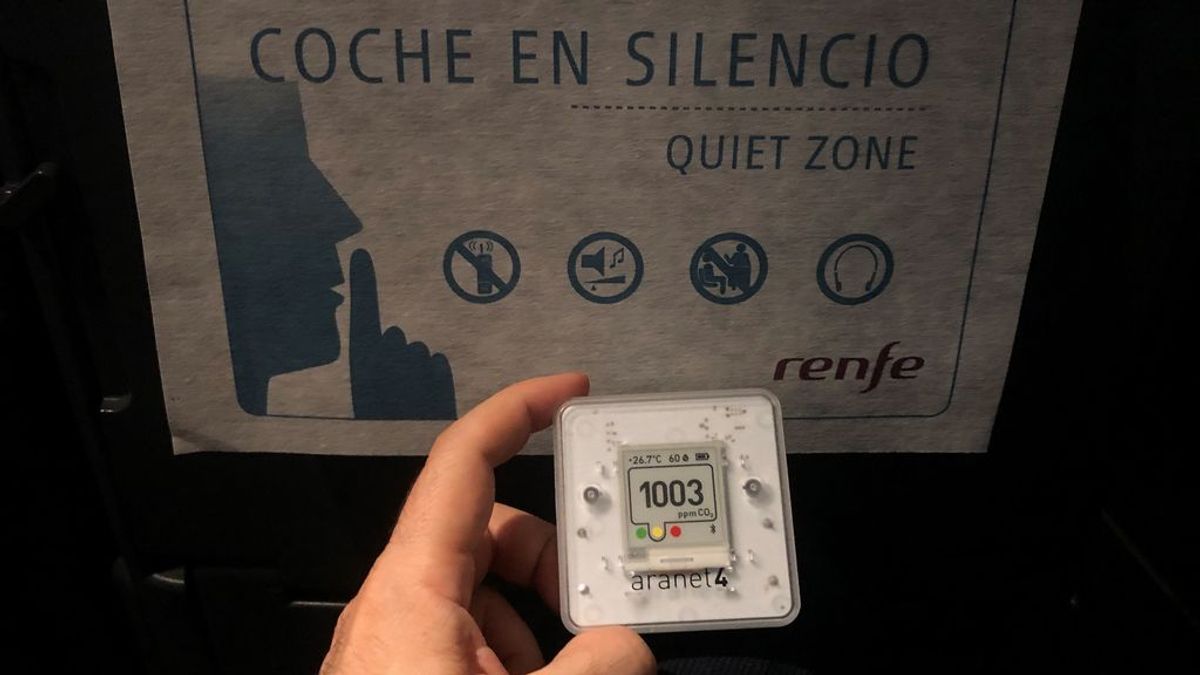 COCHE EN SILENCIO
QUIET ZONE
renfe
+26.7°C 60
1003
ppm CO₂
aranet4